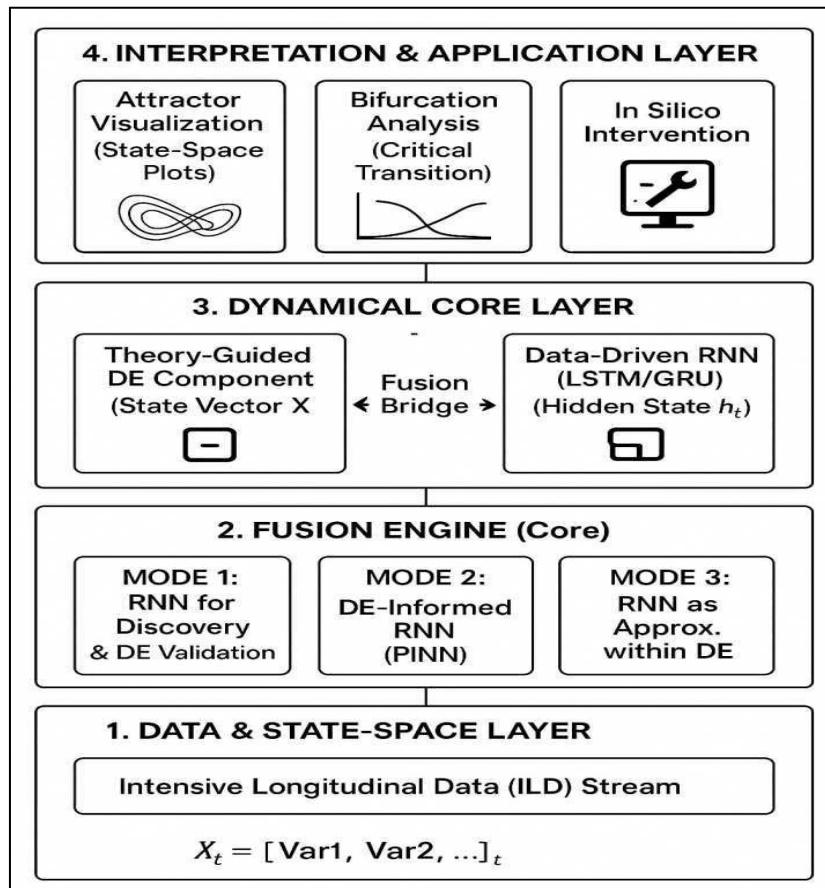 4. INTERPRETATION & APPLICATION LAYER
Attractor
Visualization
(State-Space
Plots)
Bifurcation
Analysis
(Critical
Transition)
In Silico
Intervention
3. DYNAMICAL CORE LAYER
Theory-Guided
DE Component
(State Vector X
Fusion
Bridge
Data-Driven RNN
(LSTM/GRU)
(Hidden State hₜ)
2. FUSION ENGINE (Core)
MODE 1:
RNN for
Discovery
& DE Validation
MODE 2:
DE-Informed
RNN
(PINN)
MODE 3:
RNN as
Approx.
within DE
1. DATA & STATE-SPACE LAYER
Intensive Longitudinal Data (ILD) Stream
Xₜ = [Var1, Var2, ...]ₜ